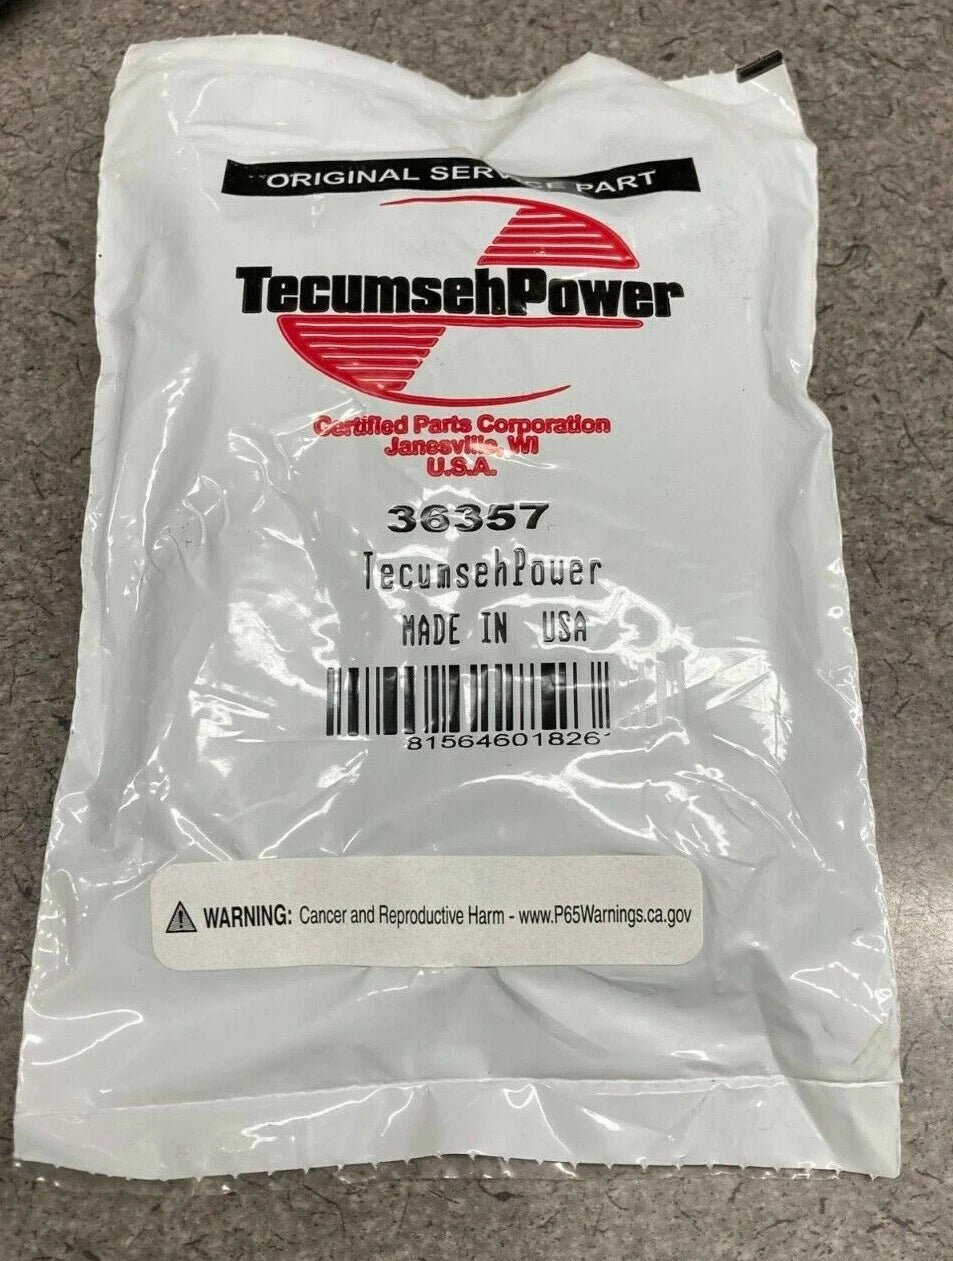 ORIGINAL SERVICE PART
TecumsehPower
Certified Parts Corporation
Janesville, WI
U.S.A.
36357
TecumsehPower
MADE IN USA
81564601826
WARNING: Cancer and Reproductive Harm - www.P65Warnings.ca.gov